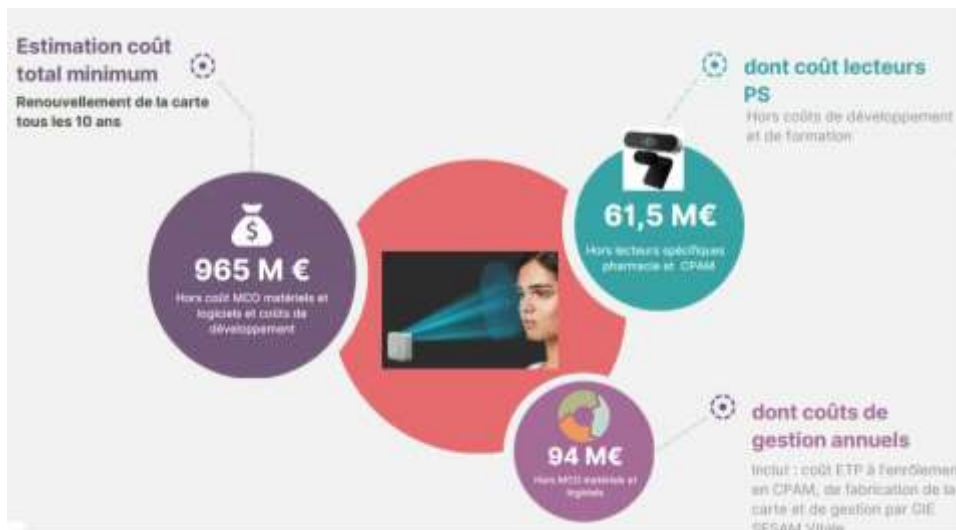 Estimation coût
total minimum
Renouvellement de la carte
tous les 10 ans
965 M €
Hors coût MCO matériels et
logiciels et coûts de
développement
dont coût lecteurs
PS
Hors coûts de développement
et de formation
61,5 M€
Hors lecteurs spécifiques
pharmacie et CPAM
94 M€
Hors MCO matériels et
logiciels
dont coûts de
gestion annuels
Inclut : coût ETP à l'enrôlemen
en CPAM, de fabrication de la
carte et de gestion par GIE
SESAM Vitale